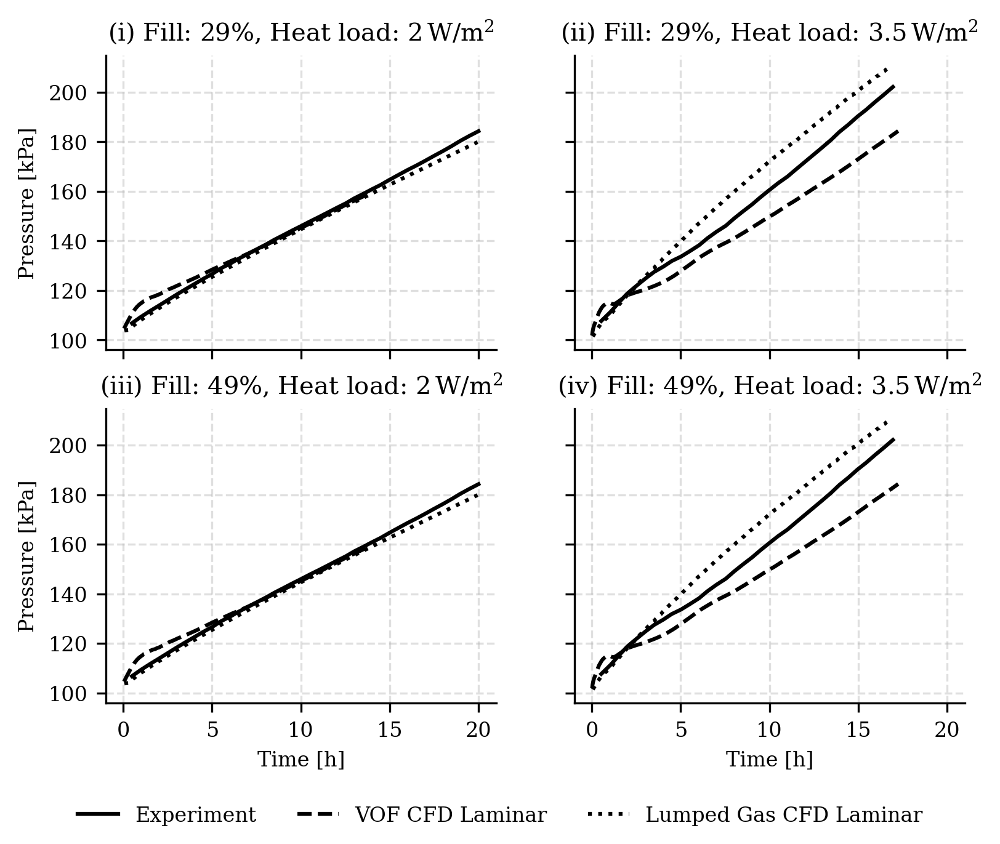 (i) Fill: 29%, Heat load: 2 W/m²
(ii) Fill: 29%, Heat load: 3.5 W/m²
Pressure [kPa]
200
180
160
140
120
100
(iii) Fill: 49%, Heat load: 2 W/m²
(iv) Fill: 49%, Heat load: 3.5 W/m²
Pressure [kPa]
200
180
160
140
120
100
0 5 10 15 20
0 5 10 15 20
Time [h]
Time [h]
Experiment
VOF CFD Laminar
Lumped Gas CFD Laminar